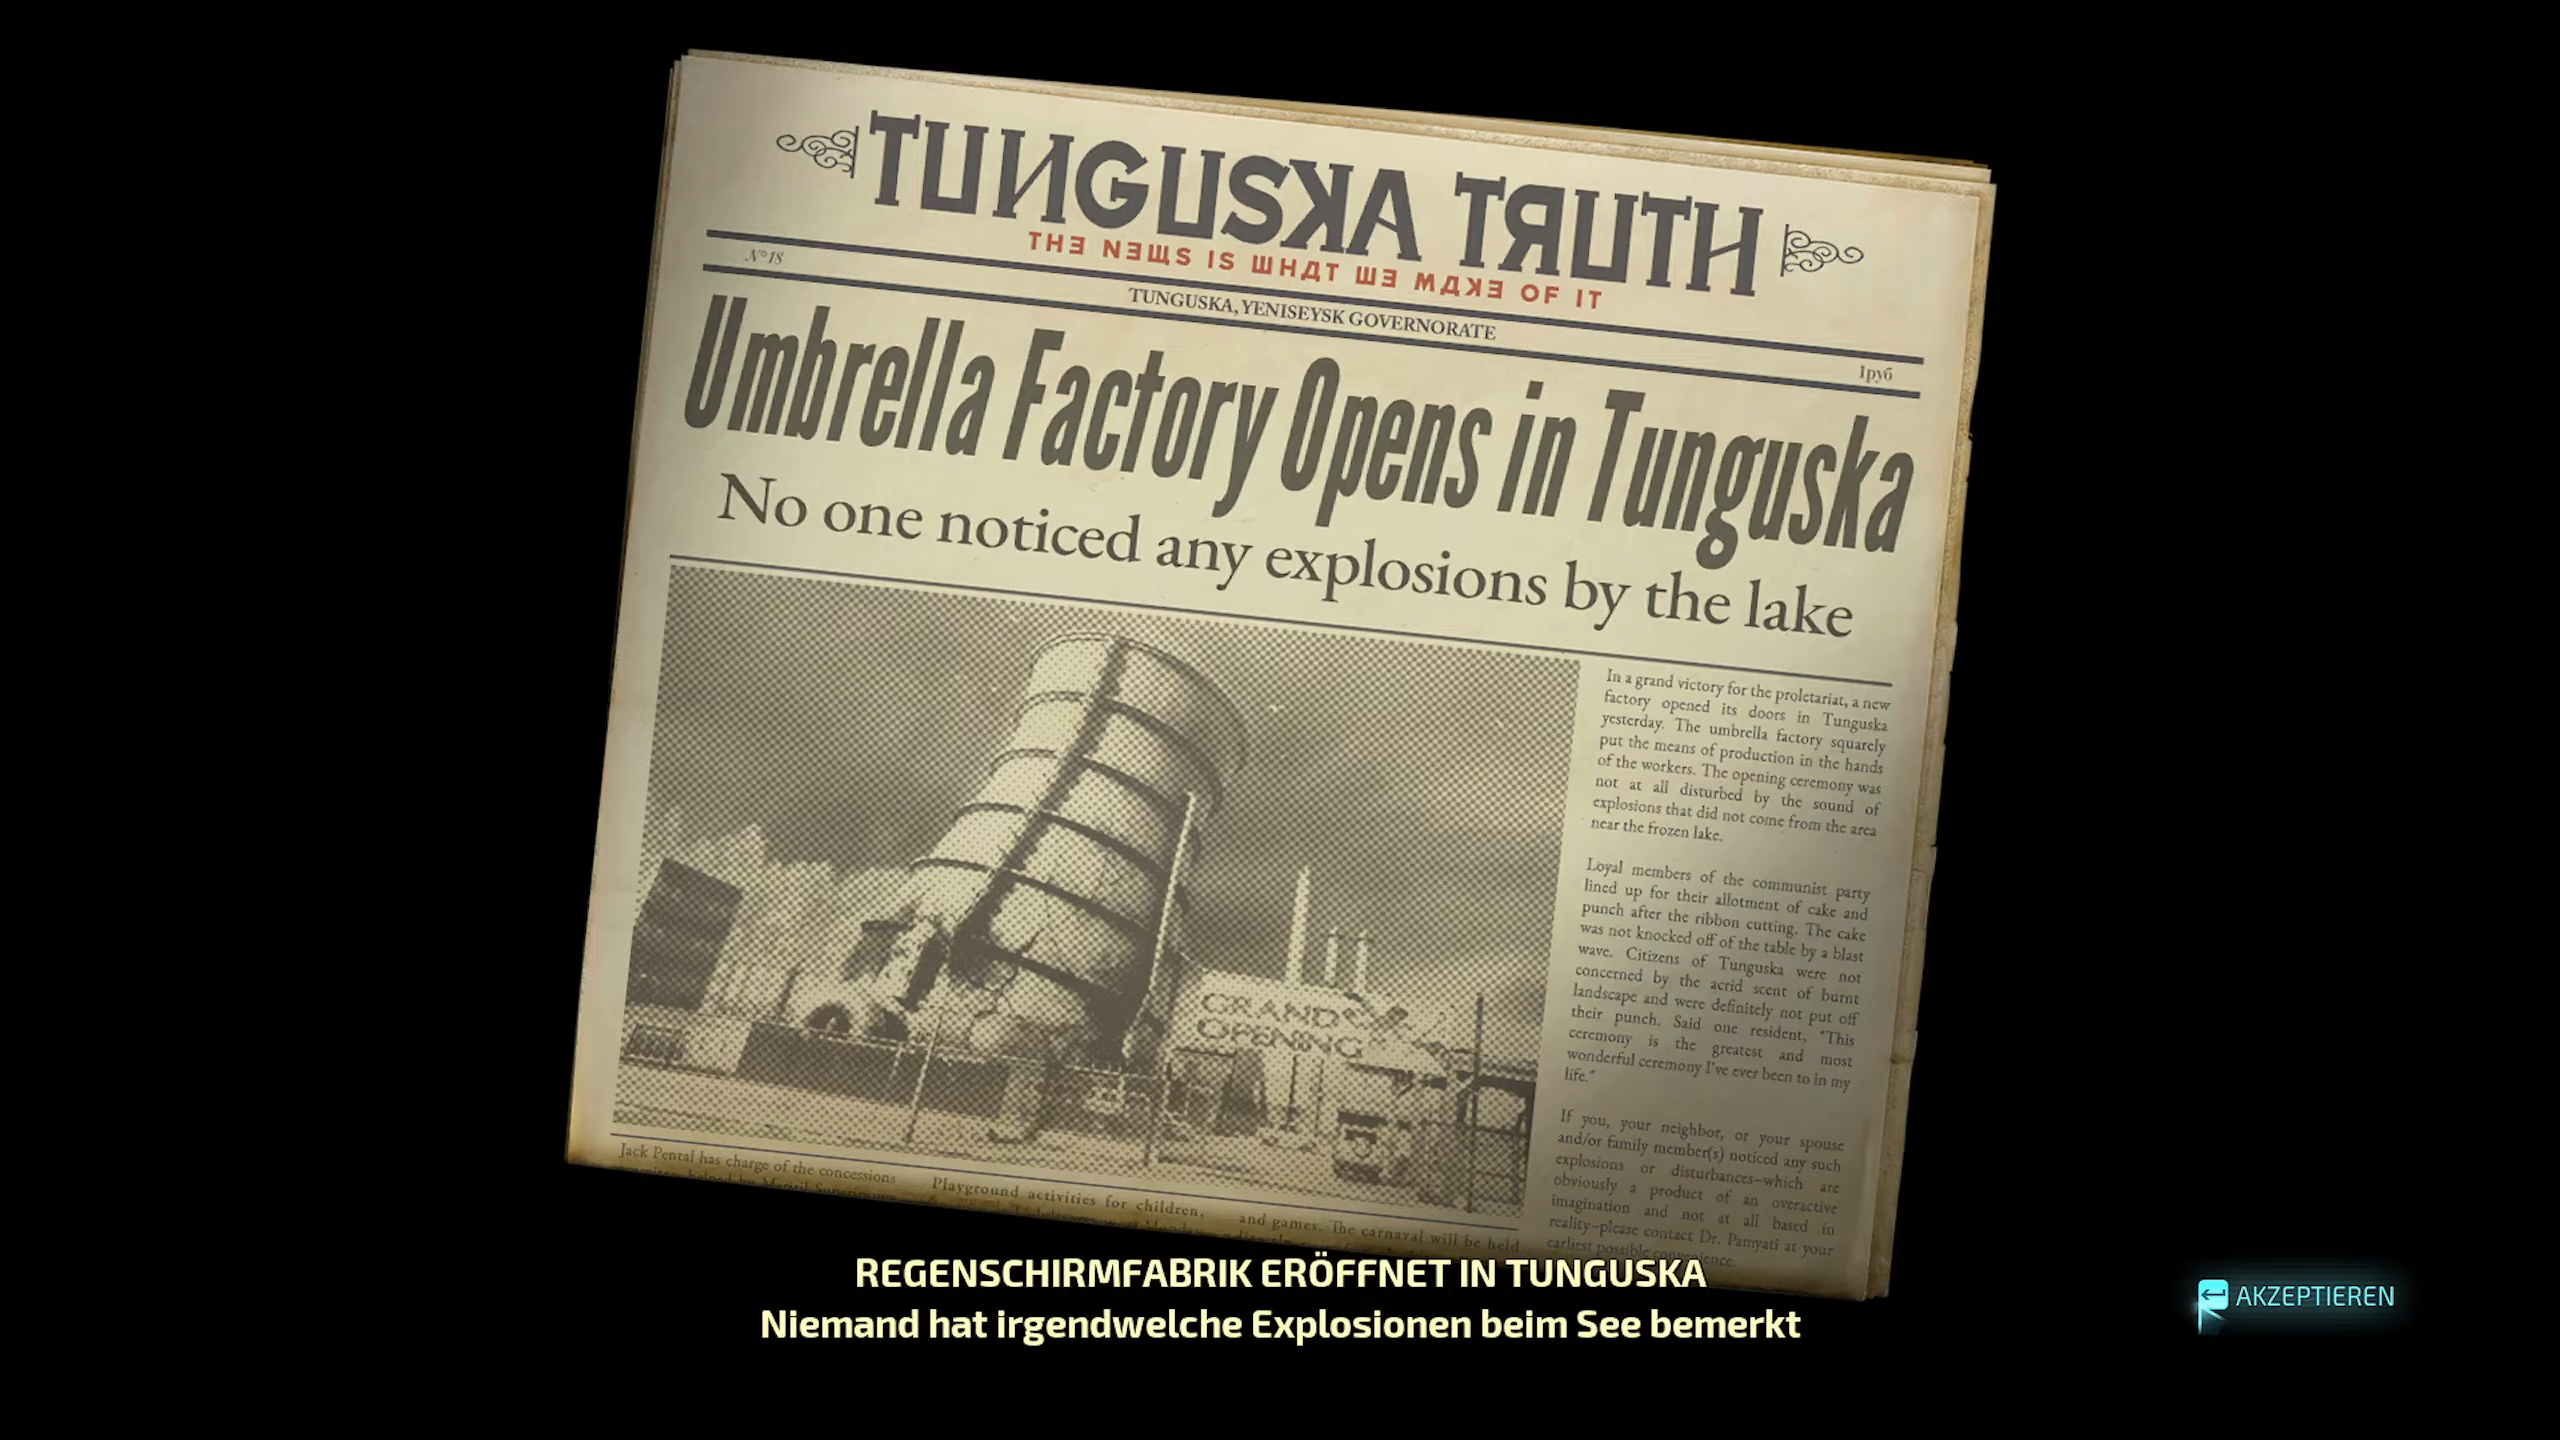 TUNGUSKA TRUTH
THE NEWS IS WHAT WE MAKE OF IT
N°18
TUNGUSKA, YENISEYSK GOVERNORATE
1руб
Umbrella Factory Opens in Tunguska
No one noticed any explosions by the lake
In a grand victory for the proletariat, a new
factory opened its doors in Tunguska
yesterday. The umbrella factory squarely
put the means of production in the hands
of the workers. The opening ceremony was
not at all disturbed by the sound of
explosions that did not come from the area
near the frozen lake.
Loyal members of the communist party
lined up for their allotment of cake and
punch after the ribbon cutting. The cake
was not knocked off of the table by a blast
wave. Citizens of Tunguska were not
concerned by the acrid scent of burnt
landscape and were definitely not put off
their punch. Said one resident, "This
ceremony is the greatest and most
wonderful ceremony I've ever been to in my
life."
If you, your neighbor, or your spouse
and/or family member(s) noticed any such
explosions or disturbances–which are
obviously a product of an overactive
imagination and not at all based in
reality–please contact Dr. Pamyati at your
earliest possible convenience.
GRAND
OPENING
Jack Pental has charge of the concessions
Playground activities for children,
and games. The carnaval will be held
REGENSCHIRMFABRIK ERÖFFNET IN TUNGUSKA
Niemand hat irgendwelche Explosionen beim See bemerkt
AKZEPTIEREN